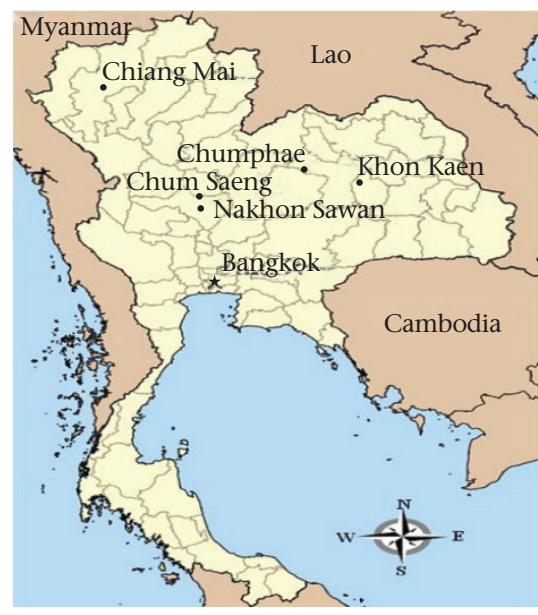 Myanmar
Lao
Chiang Mai
Chumphae
Khon Kaen
Chum Saeng
Nakhon Sawan
Bangkok
Cambodia
N
W E
S